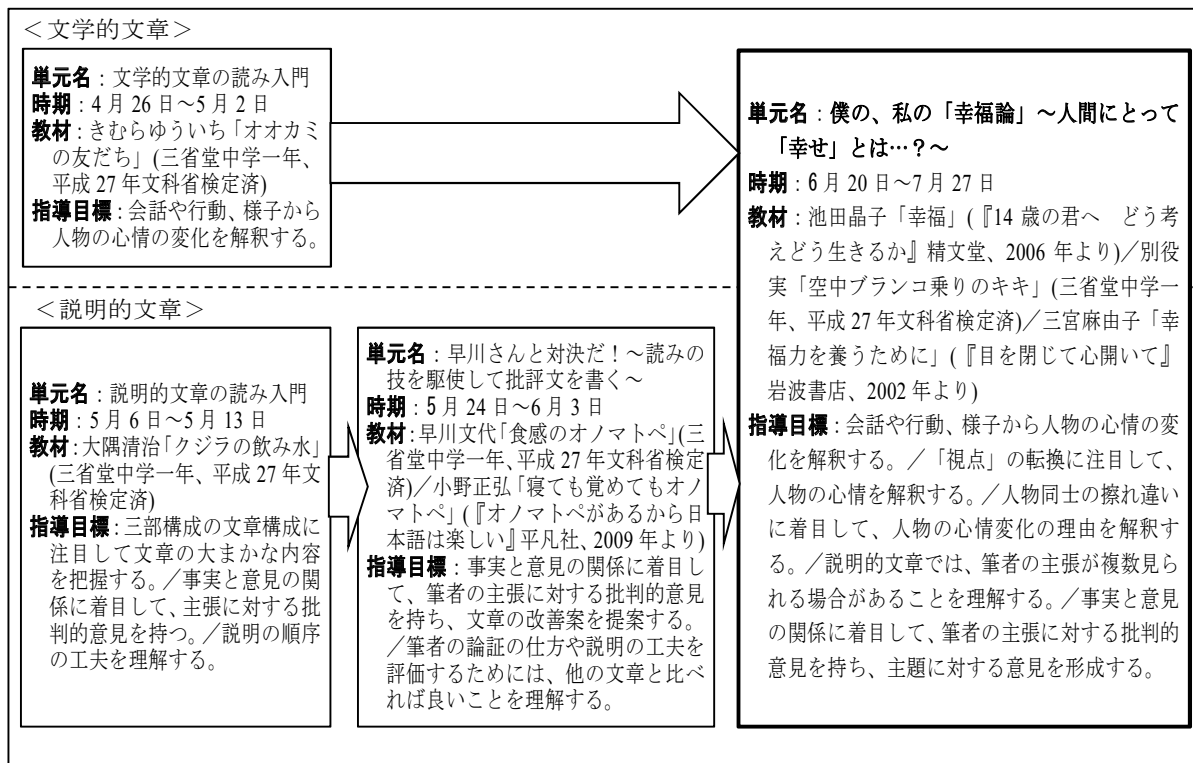 ＜文学的文章＞
単元名：文学的文章の読み入門
時期：4月26日～5月2日
教材：きむらゆういち「オオカミ
の友だち」(三省堂中学一年、
平成27年文科省検定済)
指導目標：会話や行動、様子から
人物の心情の変化を解釈する。
＜説明的文章＞
単元名：説明的文章の読み入門
時期：5月6日～5月13日
教材：大隅清治「クジラの飲み水」
(三省堂中学一年、平成27年文
科省検定済)
指導目標：三部構成の文章構成に
注目して文章の大まかな内容
を把握する。／事実と意見の関
係に着目して、主張に対する批
判的意見を持つ。／説明の順序
の工夫を理解する。
単元名：早川さんと対決だ！～読みの
技を駆使して批評文を書く～
時期：5月24日～6月3日
教材：早川文代「食感のオノマトペ」(三
省堂中学一年、平成27年文科省検定
済)／小野正弘「寝ても覚めてもオノ
マトペ」(『オノマトペがあるから日
本語は楽しい』平凡社、2009年より)
指導目標：事実と意見の関係に着目し
て、筆者の主張に対する批判的意見
を持ち、文章の改善案を提案する。
／筆者の論証の仕方や説明の工夫を
評価するためには、他の文章と比べ
れば良いことを理解する。
単元名：僕の、私の「幸福論」～人間にとって
「幸せ」とは…？～
時期：6月20日～7月27日
教材：池田晶子「幸福」(『14歳の君へ　どう考
えどう生きるか』精文堂、2006年より)／別役
実「空中ブランコ乗りのキキ」(三省堂中学一
年、平成27年文科省検定済)／三宮麻由子「幸
福力を養うために」(『目を閉じて心開いて』
岩波書店、2002年より)
指導目標：会話や行動、様子から人物の心情の変
化を解釈する。／「視点」の転換に注目して、
人物の心情を解釈する。／人物同士の擦れ違い
に着目して、人物の心情変化の理由を解釈す
る。／説明的文章では、筆者の主張が複数見ら
れる場合があることを理解する。／事実と意見
の関係に着目して、筆者の主張に対する批判的
意見を持ち、主題に対する意見を形成する。